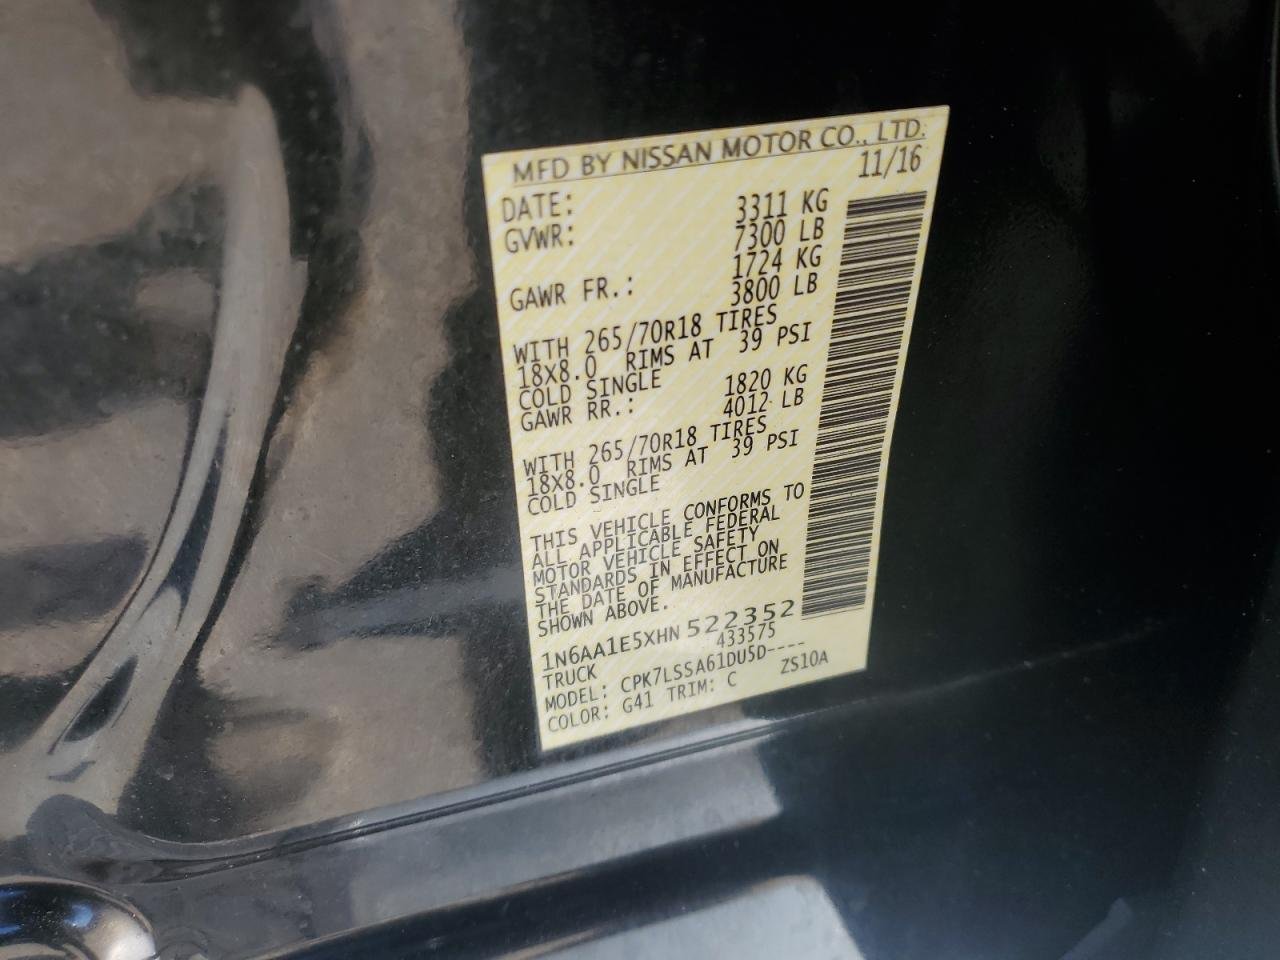 MFD BY NISSAN MOTOR CO., LTD.
DATE: 11/16
GVWR: 3311 KG
7300 LB
GAWR FR.: 1724 KG
3800 LB
WITH 265/70R18 TIRES
18X8.0 RIMS AT 39 PSI
COLD SINGLE
GAWR RR.: 1820 KG
4012 LB
WITH 265/70R18 TIRES
18X8.0 RIMS AT 39 PSI
COLD SINGLE
THIS VEHICLE CONFORMS TO
ALL APPLICABLE FEDERAL
MOTOR VEHICLE SAFETY
STANDARDS IN EFFECT ON
THE DATE OF MANUFACTURE
SHOWN ABOVE.
1N6AA1E5XHN522352
TRUCK 433575
MODEL: CPK7LSSA61DU5D----
COLOR: G41 TRIM: C ZS10A